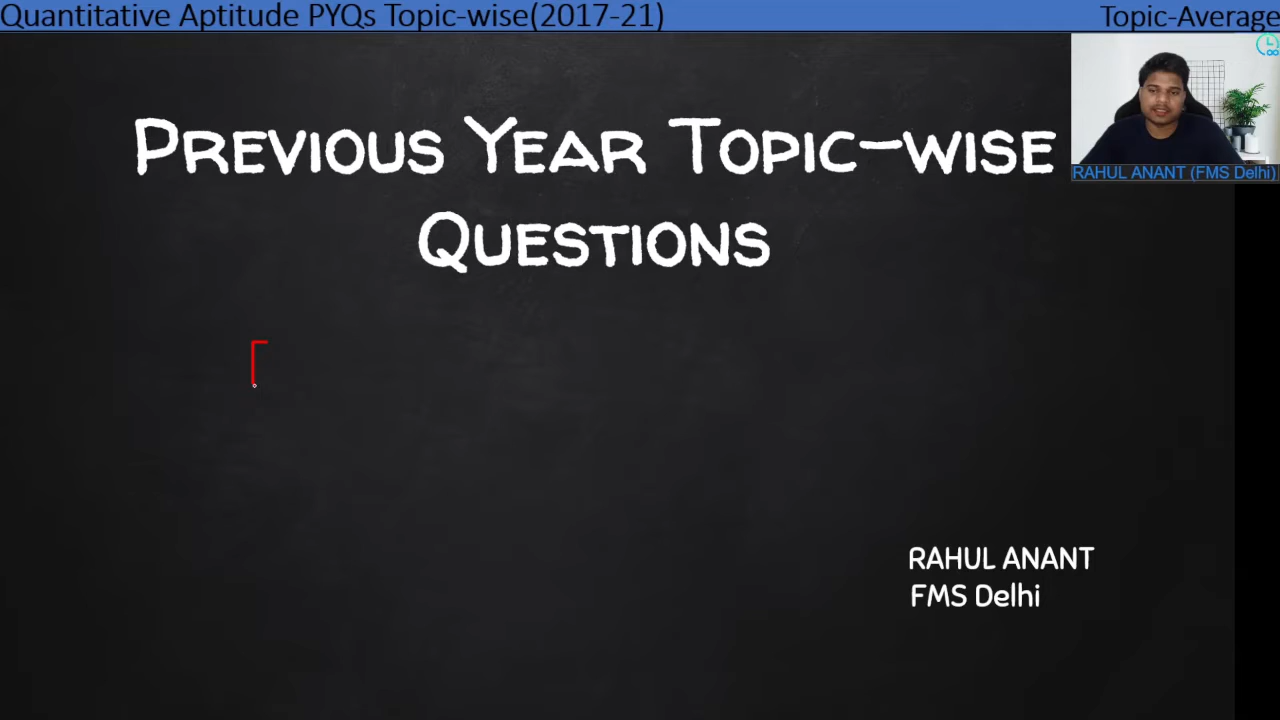 Quantitative Aptitude PYQs Topic-wise(2017-21)
Topic-Average
PREVIOUS YEAR TOPIC-WISE
QUESTIONS
RAHUL ANANT (FMS Delhi)
RAHUL ANANT
FMS Delhi